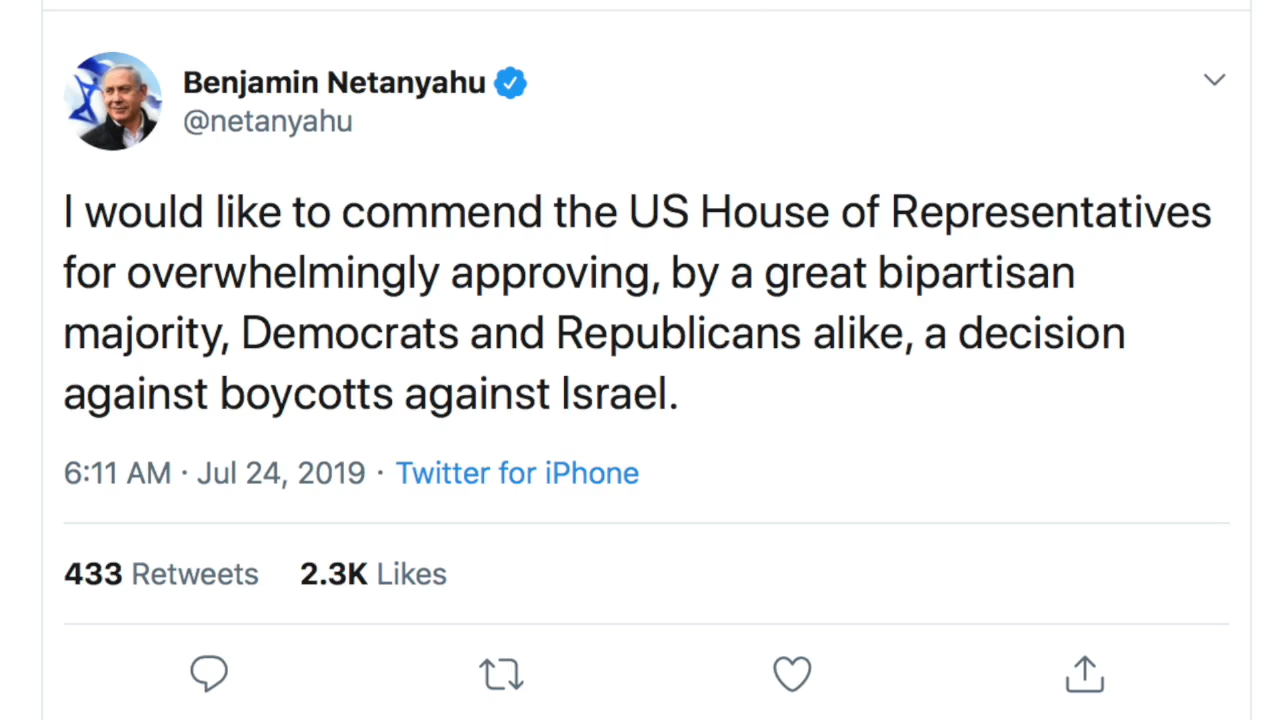 Benjamin Netanyahu
@netanyahu
I would like to commend the US House of Representatives
for overwhelmingly approving, by a great bipartisan
majority, Democrats and Republicans alike, a decision
against boycotts against Israel.
6:11 AM · Jul 24, 2019 · Twitter for iPhone
433 Retweets 2.3K Likes